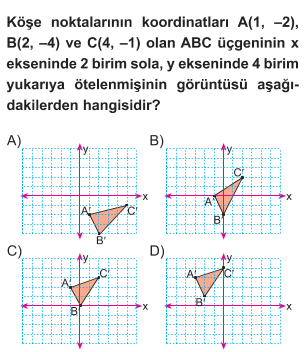 Köşe noktalarının koordinatları A(1, –2),
B(2, –4) ve C(4, –1) olan ABC üçgeninin x
ekseninde 2 birim sola, y ekseninde 4 birim
yukarıya ötelenmişinin görüntüsü aşağı-
dakilerden hangisidir?
A) B)
y y
C'
x x
A' C' A'
B' B'
C) D)
y y
A C A' C
B B'
x x